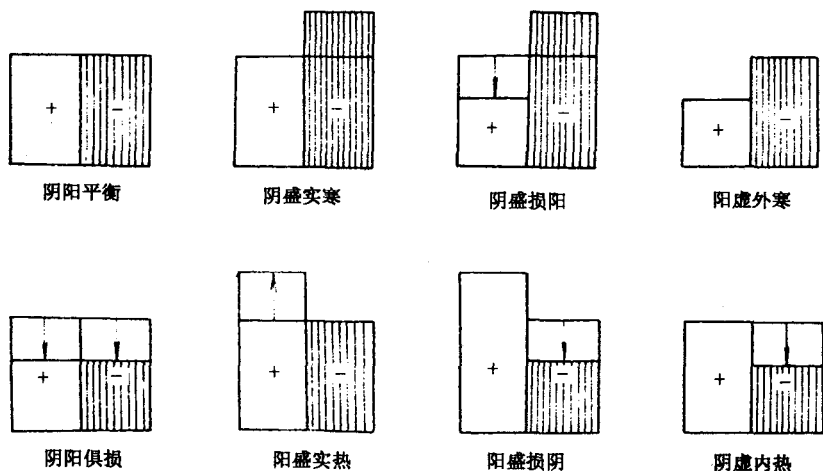 + − + − + − + −
阴阳平衡 阴盛实寒 阴盛损阳 阳虚外寒
+ − + − + − + −
阴阳俱损 阳盛实热 阳盛损阴 阴虚内热